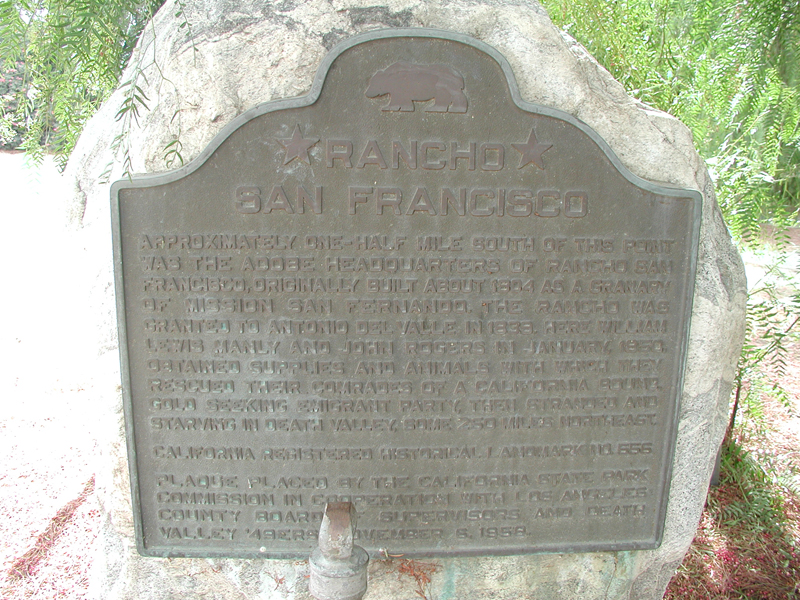 RANCHO
SAN FRANCISCO
APPROXIMATELY ONE-HALF MILE SOUTH OF THIS POINT
WAS THE ADOBE HEADQUARTERS OF RANCHO SAN
FRANCISCO, ORIGINALLY BUILT ABOUT 1804 AS A GRANARY
OF MISSION SAN FERNANDO. THE RANCHO WAS
GRANTED TO ANTONIO DEL VALLE IN 1839. HERE WILLIAM
LEWIS MANLY AND JOHN ROGERS IN JANUARY, 1850,
OBTAINED SUPPLIES AND ANIMALS WITH WHICH THEY
RESCUED THEIR COMRADES OF A CALIFORNIA BOUND,
GOLD SEEKING EMIGRANT PARTY, THEN STRANDED AND
STARVING IN DEATH VALLEY, SOME 250 MILES NORTHEAST.
CALIFORNIA REGISTERED HISTORICAL LANDMARK NO. 556
PLAQUE PLACED BY THE CALIFORNIA STATE PARK
COMMISSION IN COOPERATION WITH LOS ANGELES
COUNTY BOARD OF SUPERVISORS AND DEATH
VALLEY '49ERS, NOVEMBER 6, 1958.